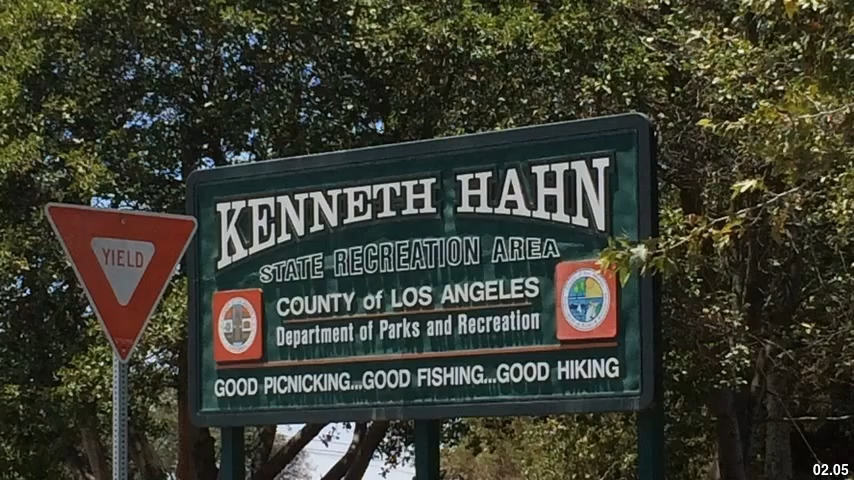 KENNETH HAHN
STATE RECREATION AREA
COUNTY of LOS ANGELES
Department of Parks and Recreation
GOOD PICNICKING...GOOD FISHING...GOOD HIKING
YIELD
02.05